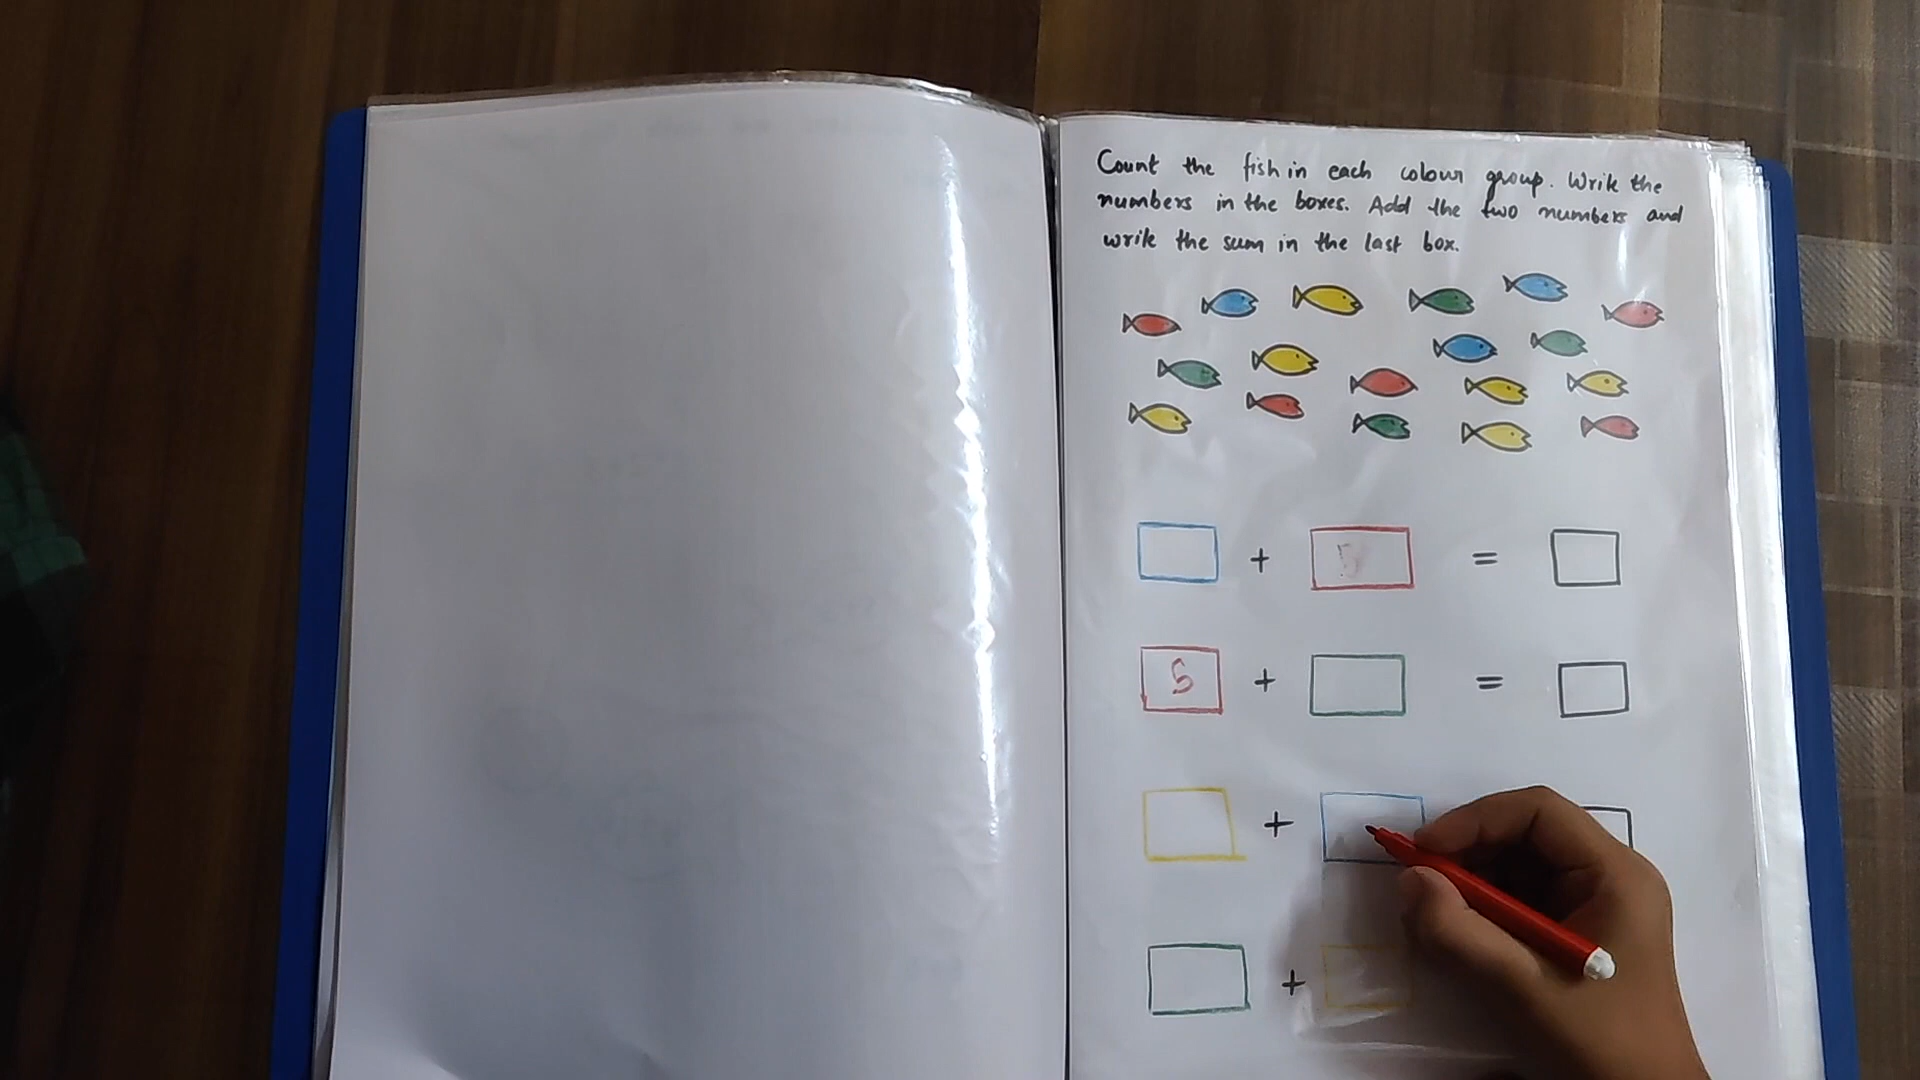 Count the fish in each colour group. Write the
numbers in the boxes. Add the two numbers and
write the sum in the last box.
+ 5 =
5 + =
+
+